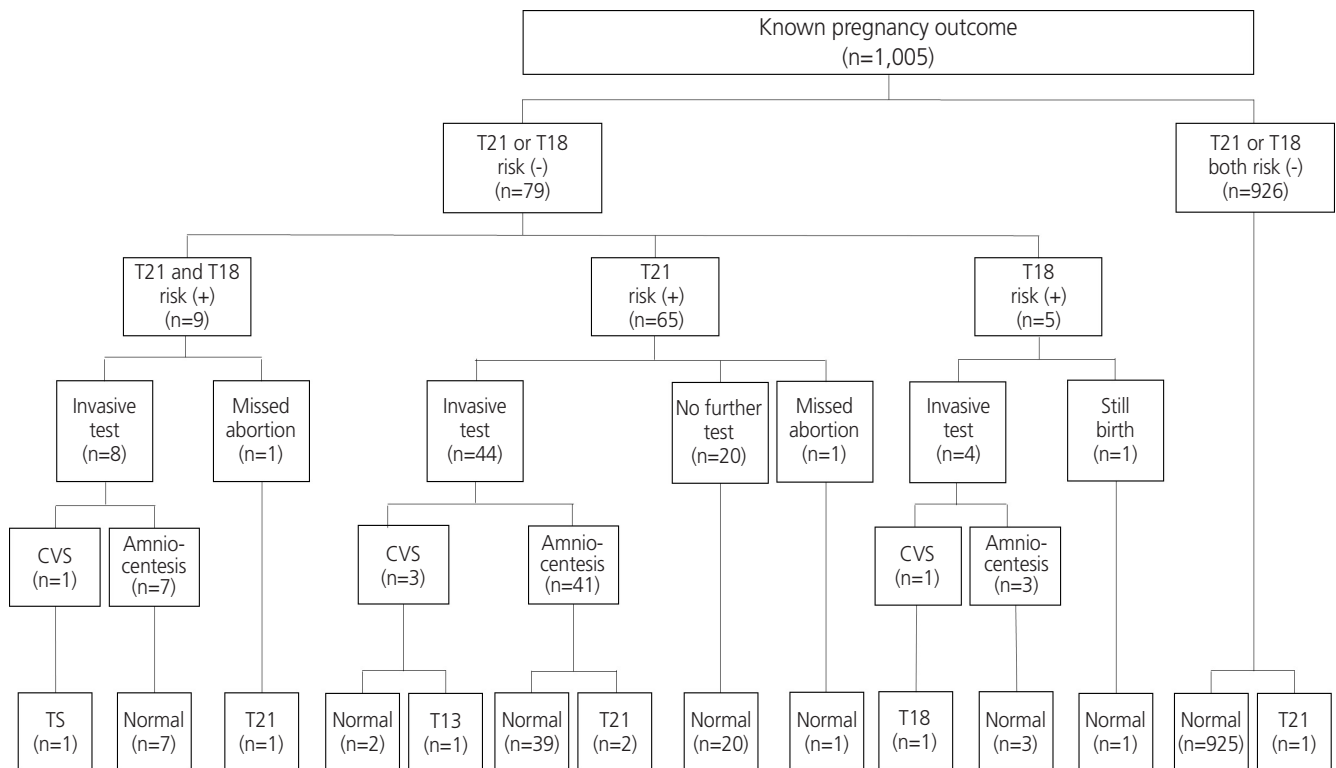 Known pregnancy outcome
(n=1,005)
T21 or T18
risk (-)
(n=79)
T21 or T18
both risk (-)
(n=926)
T21 and T18
risk (+)
(n=9)
T21
risk (+)
(n=65)
T18
risk (+)
(n=5)
Invasive
test
(n=8)
Missed
abortion
(n=1)
Invasive
test
(n=44)
No further
test
(n=20)
Missed
abortion
(n=1)
Invasive
test
(n=4)
Still
birth
(n=1)
CVS
(n=1)
Amnio-
centesis
(n=7)
CVS
(n=3)
Amnio-
centesis
(n=41)
CVS
(n=1)
Amnio-
centesis
(n=3)
TS
(n=1)
Normal
(n=7)
T21
(n=1)
Normal
(n=2)
T13
(n=1)
Normal
(n=39)
T21
(n=2)
Normal
(n=20)
Normal
(n=1)
T18
(n=1)
Normal
(n=3)
Normal
(n=1)
Normal
(n=925)
T21
(n=1)